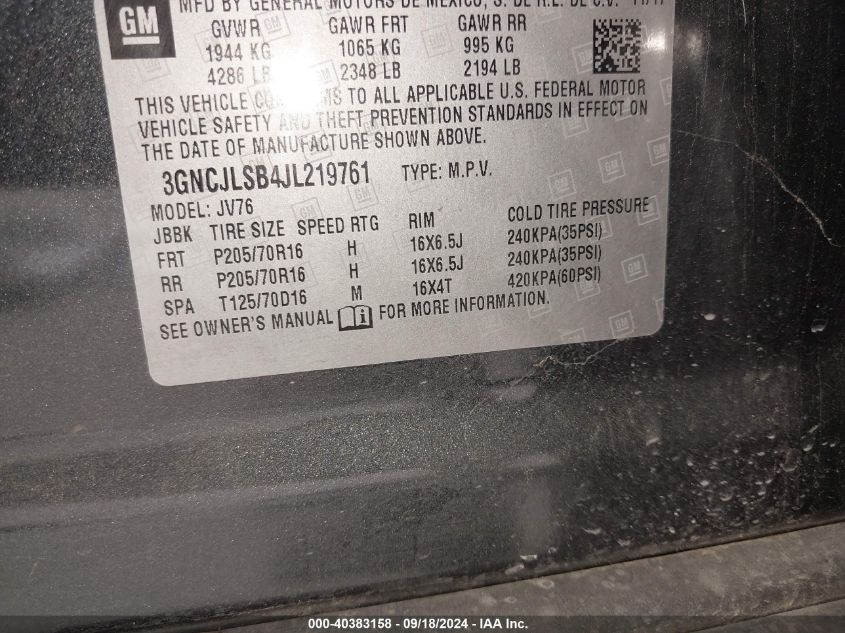 GM
MFD BY GENERAL MOTORS DE MEXICO, S. DE R.L. DE C.V. 11/17
GVWR GAWR FRT GAWR RR
1944 KG 1065 KG 995 KG
4286 LB 2348 LB 2194 LB
THIS VEHICLE CONFORMS TO ALL APPLICABLE U.S. FEDERAL MOTOR
VEHICLE SAFETY AND THEFT PREVENTION STANDARDS IN EFFECT ON
THE DATE OF MANUFACTURE SHOWN ABOVE.
3GNCJLSB4JL219761 TYPE: M.P.V.
MODEL: JV76
JBBK TIRE SIZE SPEED RTG RIM COLD TIRE PRESSURE
FRT P205/70R16 H 16X6.5J 240KPA(35PSI)
RR P205/70R16 H 16X6.5J 240KPA(35PSI)
SPA T125/70D16 M 16X4T 420KPA(60PSI)
SEE OWNER'S MANUAL FOR MORE INFORMATION.
000-40383158 - 09/18/2024 - IAA Inc.